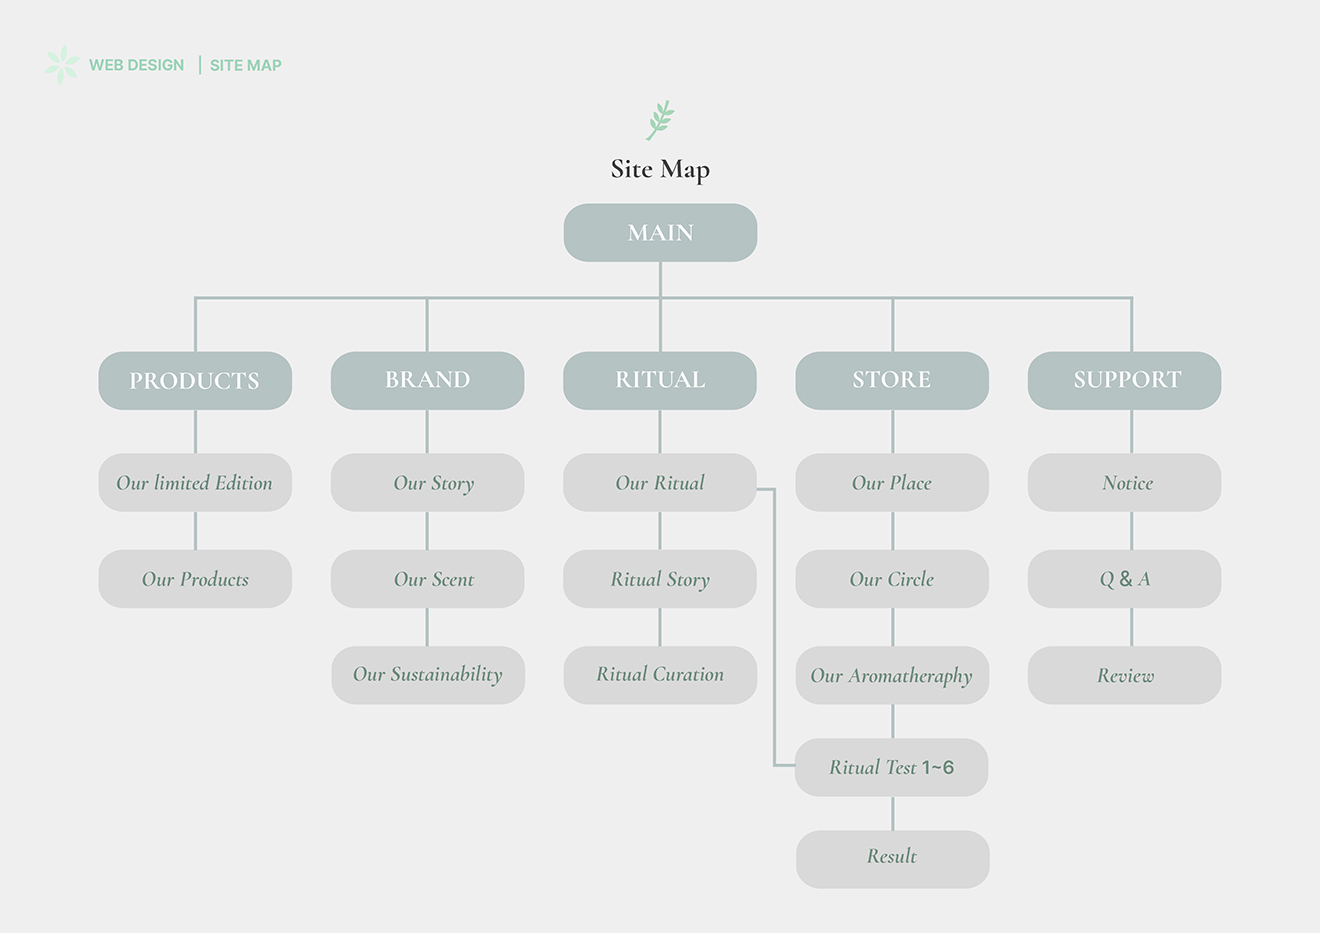 WEB DESIGN | SITE MAP
Site Map
MAIN
PRODUCTS
BRAND
RITUAL
STORE
SUPPORT
Our limited Edition
Our Story
Our Ritual
Our Place
Notice
Our Products
Our Scent
Ritual Story
Our Circle
Q & A
Our Sustainability
Ritual Curation
Our Aromatheraphy
Review
Ritual Test 1~6
Result